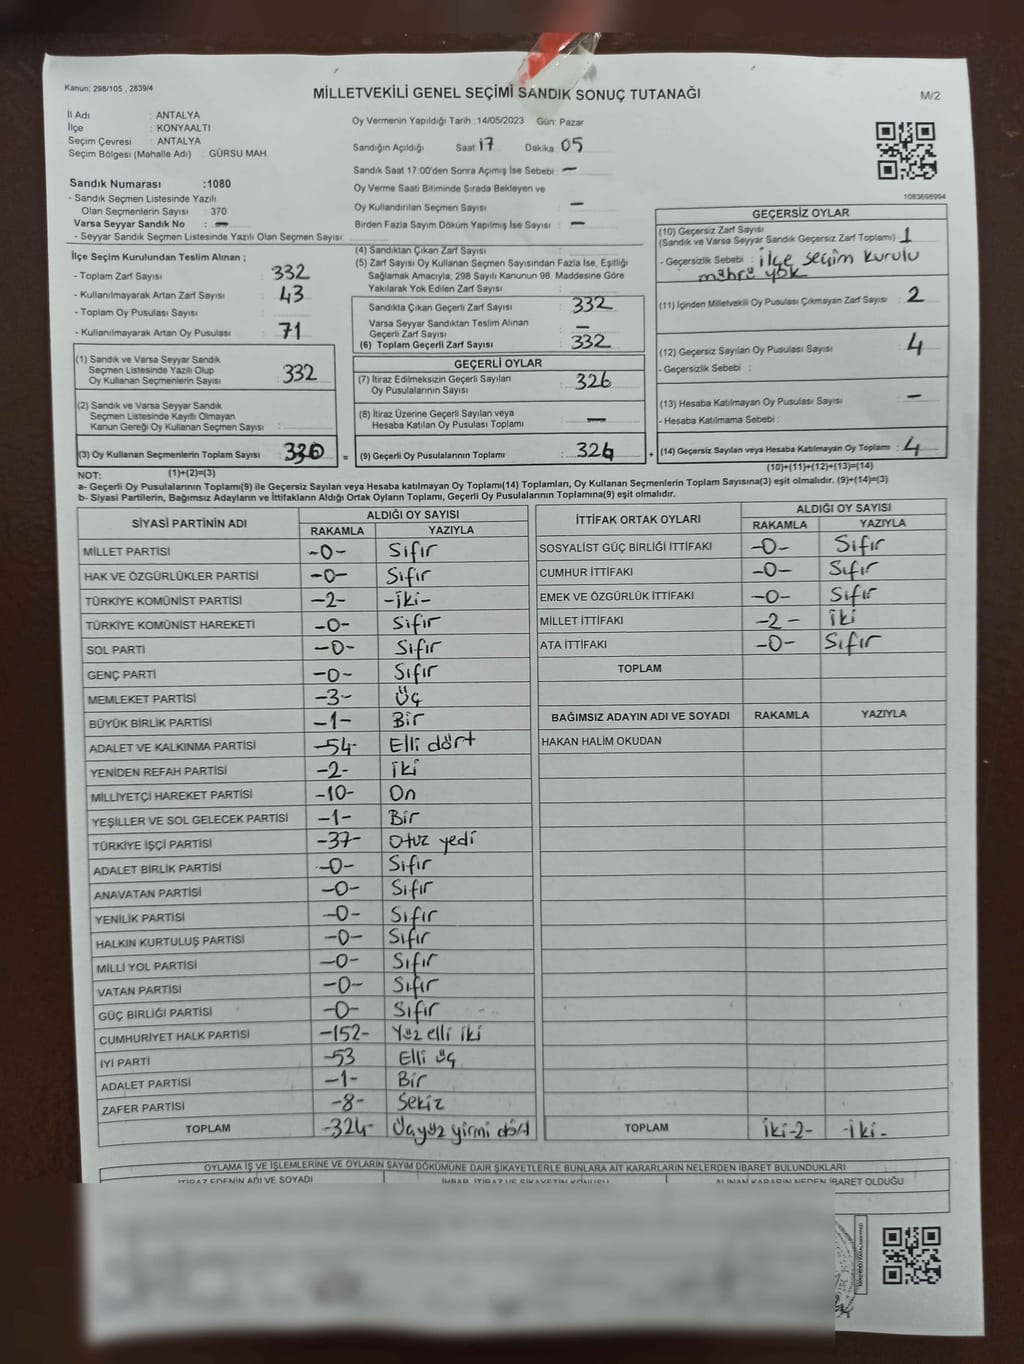 Kanun; 298/105 , 2839/4
MİLLETVEKİLİ GENEL SEÇİMİ SANDIK SONUÇ TUTANAĞI
M/2
İl Adı : ANTALYA
İlçe : KONYAALTI
Seçim Çevresi : ANTALYA
Seçim Bölgesi (Mahalle Adı) : GÜRSU MAH.
Oy Vermenin Yapıldığı Tarih : 14/05/2023 Gün: Pazar
Sandığın Açıldığı Saat: 17 Dakika: 05
Sandık Saat 17:00'den Sonra Açımış İse Sebebi : —
Oy Verme Saati Bitiminde Sırada Bekleyen ve
Oy Kullandırılan Seçmen Sayısı —
Birden Fazla Sayım Döküm Yapılmış İse Sayısı : —
1083696994
Sandık Numarası :1080
- Sandık Seçmen Listesinde Yazılı
Olan Seçmenlerin Sayısı : 370
Varsa Seyyar Sandık No : —
- Seyyar Sandık Seçmen Listesinde Yazılı Olan Seçmen Sayısı:
İlçe Seçim Kurulundan Teslim Alınan ;
- Toplam Zarf Sayısı : 332
- Kullanılmayarak Artan Zarf Sayısı : 43
- Toplam Oy Pusulası Sayısı :
- Kullanılmayarak Artan Oy Pusulası : 71
(1) Sandık ve Varsa Seyyar Sandık
Seçmen Listesinde Yazılı Olup
Oy Kullanan Seçmenlerin Sayısı : 332
(2) Sandık ve Varsa Seyyar Sandık
Seçmen Listesinde Kayıtlı Olmayan
Kanun Gereği Oy Kullanan Seçmen Sayısı :
(3) Oy Kullanan Seçmenlerin Toplam Sayısı : 330 =
(1)+(2)=(3)
(4) Sandıktan Çıkan Zarf Sayısı :
(5) Zarf Sayısı Oy Kullanan Seçmen Sayısından Fazla İse, Eşitliği
Sağlamak Amacıyla; 298 Sayılı Kanunun 98. Maddesine Göre
Yakılarak Yok Edilen Zarf Sayısı :
Sandıkta Çıkan Geçerli Zarf Sayısı : 332
Varsa Seyyar Sandıktan Teslim Alınan
Geçerli Zarf Sayısı : —
(6) Toplam Geçerli Zarf Sayısı : 332
GEÇERLİ OYLAR
(7) İtiraz Edilmeksizin Geçerli Sayılan
Oy Pusulalarının Sayısı : 326
(8) İtiraz Üzerine Geçerli Sayılan veya
Hesaba Katılan Oy Pusulası Toplamı : —
(9) Geçerli Oy Pusulalarının Toplamı : 326 +
GEÇERSİZ OYLAR
(10) Geçersiz Zarf Sayısı
(Sandık ve Varsa Seyyar Sandık Geçersiz Zarf Toplamı) : 1
- Geçersizlik Sebebi : ilçe seçim kurulu
mührü yok
(11) İçinden Milletvekili Oy Pusulası Çıkmayan Zarf Sayısı : 2
(12) Geçersiz Sayılan Oy Pusulası Sayısı : 4
- Geçersizlik Sebebi :
(13) Hesaba Katılmayan Oy Pusulası Sayısı : —
- Hesaba Katılmama Sebebi :
(14) Geçersiz Sayılan veya Hesaba Katılmayan Oy Toplamı : 4
(10)+(11)+(12)+(13)=(14)
NOT:
a- Geçerli Oy Pusulalarının Toplamı(9) ile Geçersiz Sayılan veya Hesaba katılmayan Oy Toplamı(14) Toplamları, Oy Kullanan Seçmenlerin Toplam Sayısına(3) eşit olmalıdır. (9)+(14)=(3)
b- Siyasi Partilerin, Bağımsız Adayların ve İttifakların Aldığı Ortak Oyların Toplamı, Geçerli Oy Pusulalarının Toplamına(9) eşit olmalıdır.
SİYASİ PARTİNİN ADI ALDIĞI OY SAYISI
RAKAMLA YAZIYLA
MİLLET PARTİSİ -0- Sıfır
HAK VE ÖZGÜRLÜKLER PARTİSİ -0- Sıfır
TÜRKİYE KOMÜNİST PARTİSİ -2- -iki-
TÜRKİYE KOMÜNİST HAREKETİ -0- Sıfır
SOL PARTİ -0- Sıfır
GENÇ PARTİ -0- Sıfır
MEMLEKET PARTİSİ -3- Üç
BÜYÜK BİRLİK PARTİSİ -1- Bir
ADALET VE KALKINMA PARTİSİ -54- Elli dört
YENİDEN REFAH PARTİSİ -2- iki
MİLLİYETÇİ HAREKET PARTİSİ -10- On
YEŞİLLER VE SOL GELECEK PARTİSİ -1- Bir
TÜRKİYE İŞÇİ PARTİSİ -37- Otuz yedi
ADALET BİRLİK PARTİSİ -0- Sıfır
ANAVATAN PARTİSİ -0- Sıfır
YENİLİK PARTİSİ -0- Sıfır
HALKIN KURTULUŞ PARTİSİ -0- Sıfır
MİLLİ YOL PARTİSİ -0- Sıfır
VATAN PARTİSİ -0- Sıfır
GÜÇ BİRLİĞİ PARTİSİ -0- Sıfır
CUMHURİYET HALK PARTİSİ -152- Yüz elli iki
İYİ PARTİ -53 Elli üç
ADALET PARTİSİ -1- Bir
ZAFER PARTİSİ -8- Sekiz
TOPLAM -324- Üçyüz yirmi dört
İTTİFAK ORTAK OYLARI ALDIĞI OY SAYISI
RAKAMLA YAZIYLA
SOSYALİST GÜÇ BİRLİĞİ İTTİFAKI -0- Sıfır
CUMHUR İTTİFAKI -0- Sıfır
EMEK VE ÖZGÜRLÜK İTTİFAKI -0- Sıfır
MİLLET İTTİFAKI -2- iki
ATA İTTİFAKI -0- Sıfır
TOPLAM
BAĞIMSIZ ADAYIN ADI VE SOYADI RAKAMLA YAZIYLA
HAKAN HALİM OKUDAN
TOPLAM iki-2- -iki-
OYLAMA İŞ VE İŞLEMLERİNE VE OYLARIN SAYIM DÖKÜMÜNE DAİR ŞİKAYETLERLE BUNLARA AİT KARARLARIN NELERDEN İBARET BULUNDUKLARI
İTİRAZ EDENİN ADI VE SOYADI İHBAR, İTİRAZ VE ŞİKAYETİN KONUSU ALINAN KARARIN NEDEN İBARET OLDUĞU